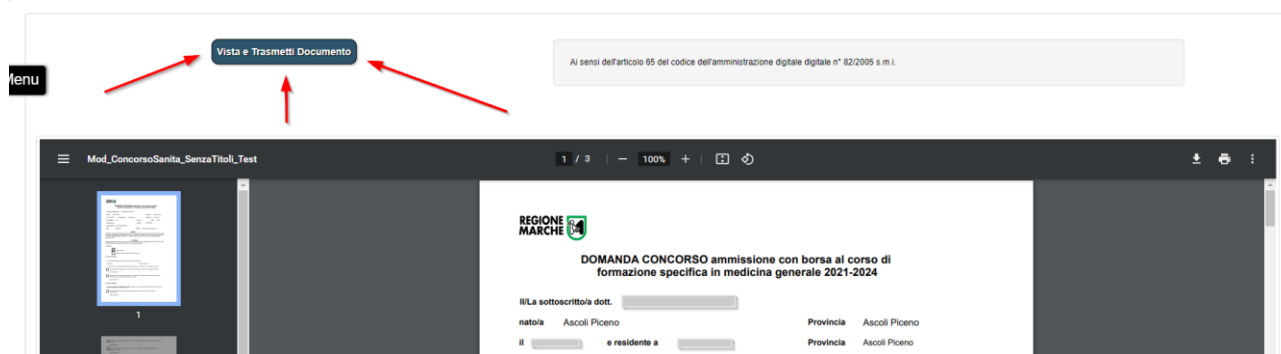 Vista e Trasmetti Documento
Ai sensi dell'articolo 65 del codice dell'amministrazione digitale digitale n° 82/2005 s.m.i.
Menu
Mod_ConcorsoSanita_SenzaTitoli_Test
1 / 3
100%
REGIONE
MARCHE
DOMANDA CONCORSO ammissione con borsa al corso di
formazione specifica in medicina generale 2021-2024
Il/La sottoscritto/a dott.
nato/a Ascoli Piceno Provincia Ascoli Piceno
il e residente a Provincia Ascoli Piceno
1